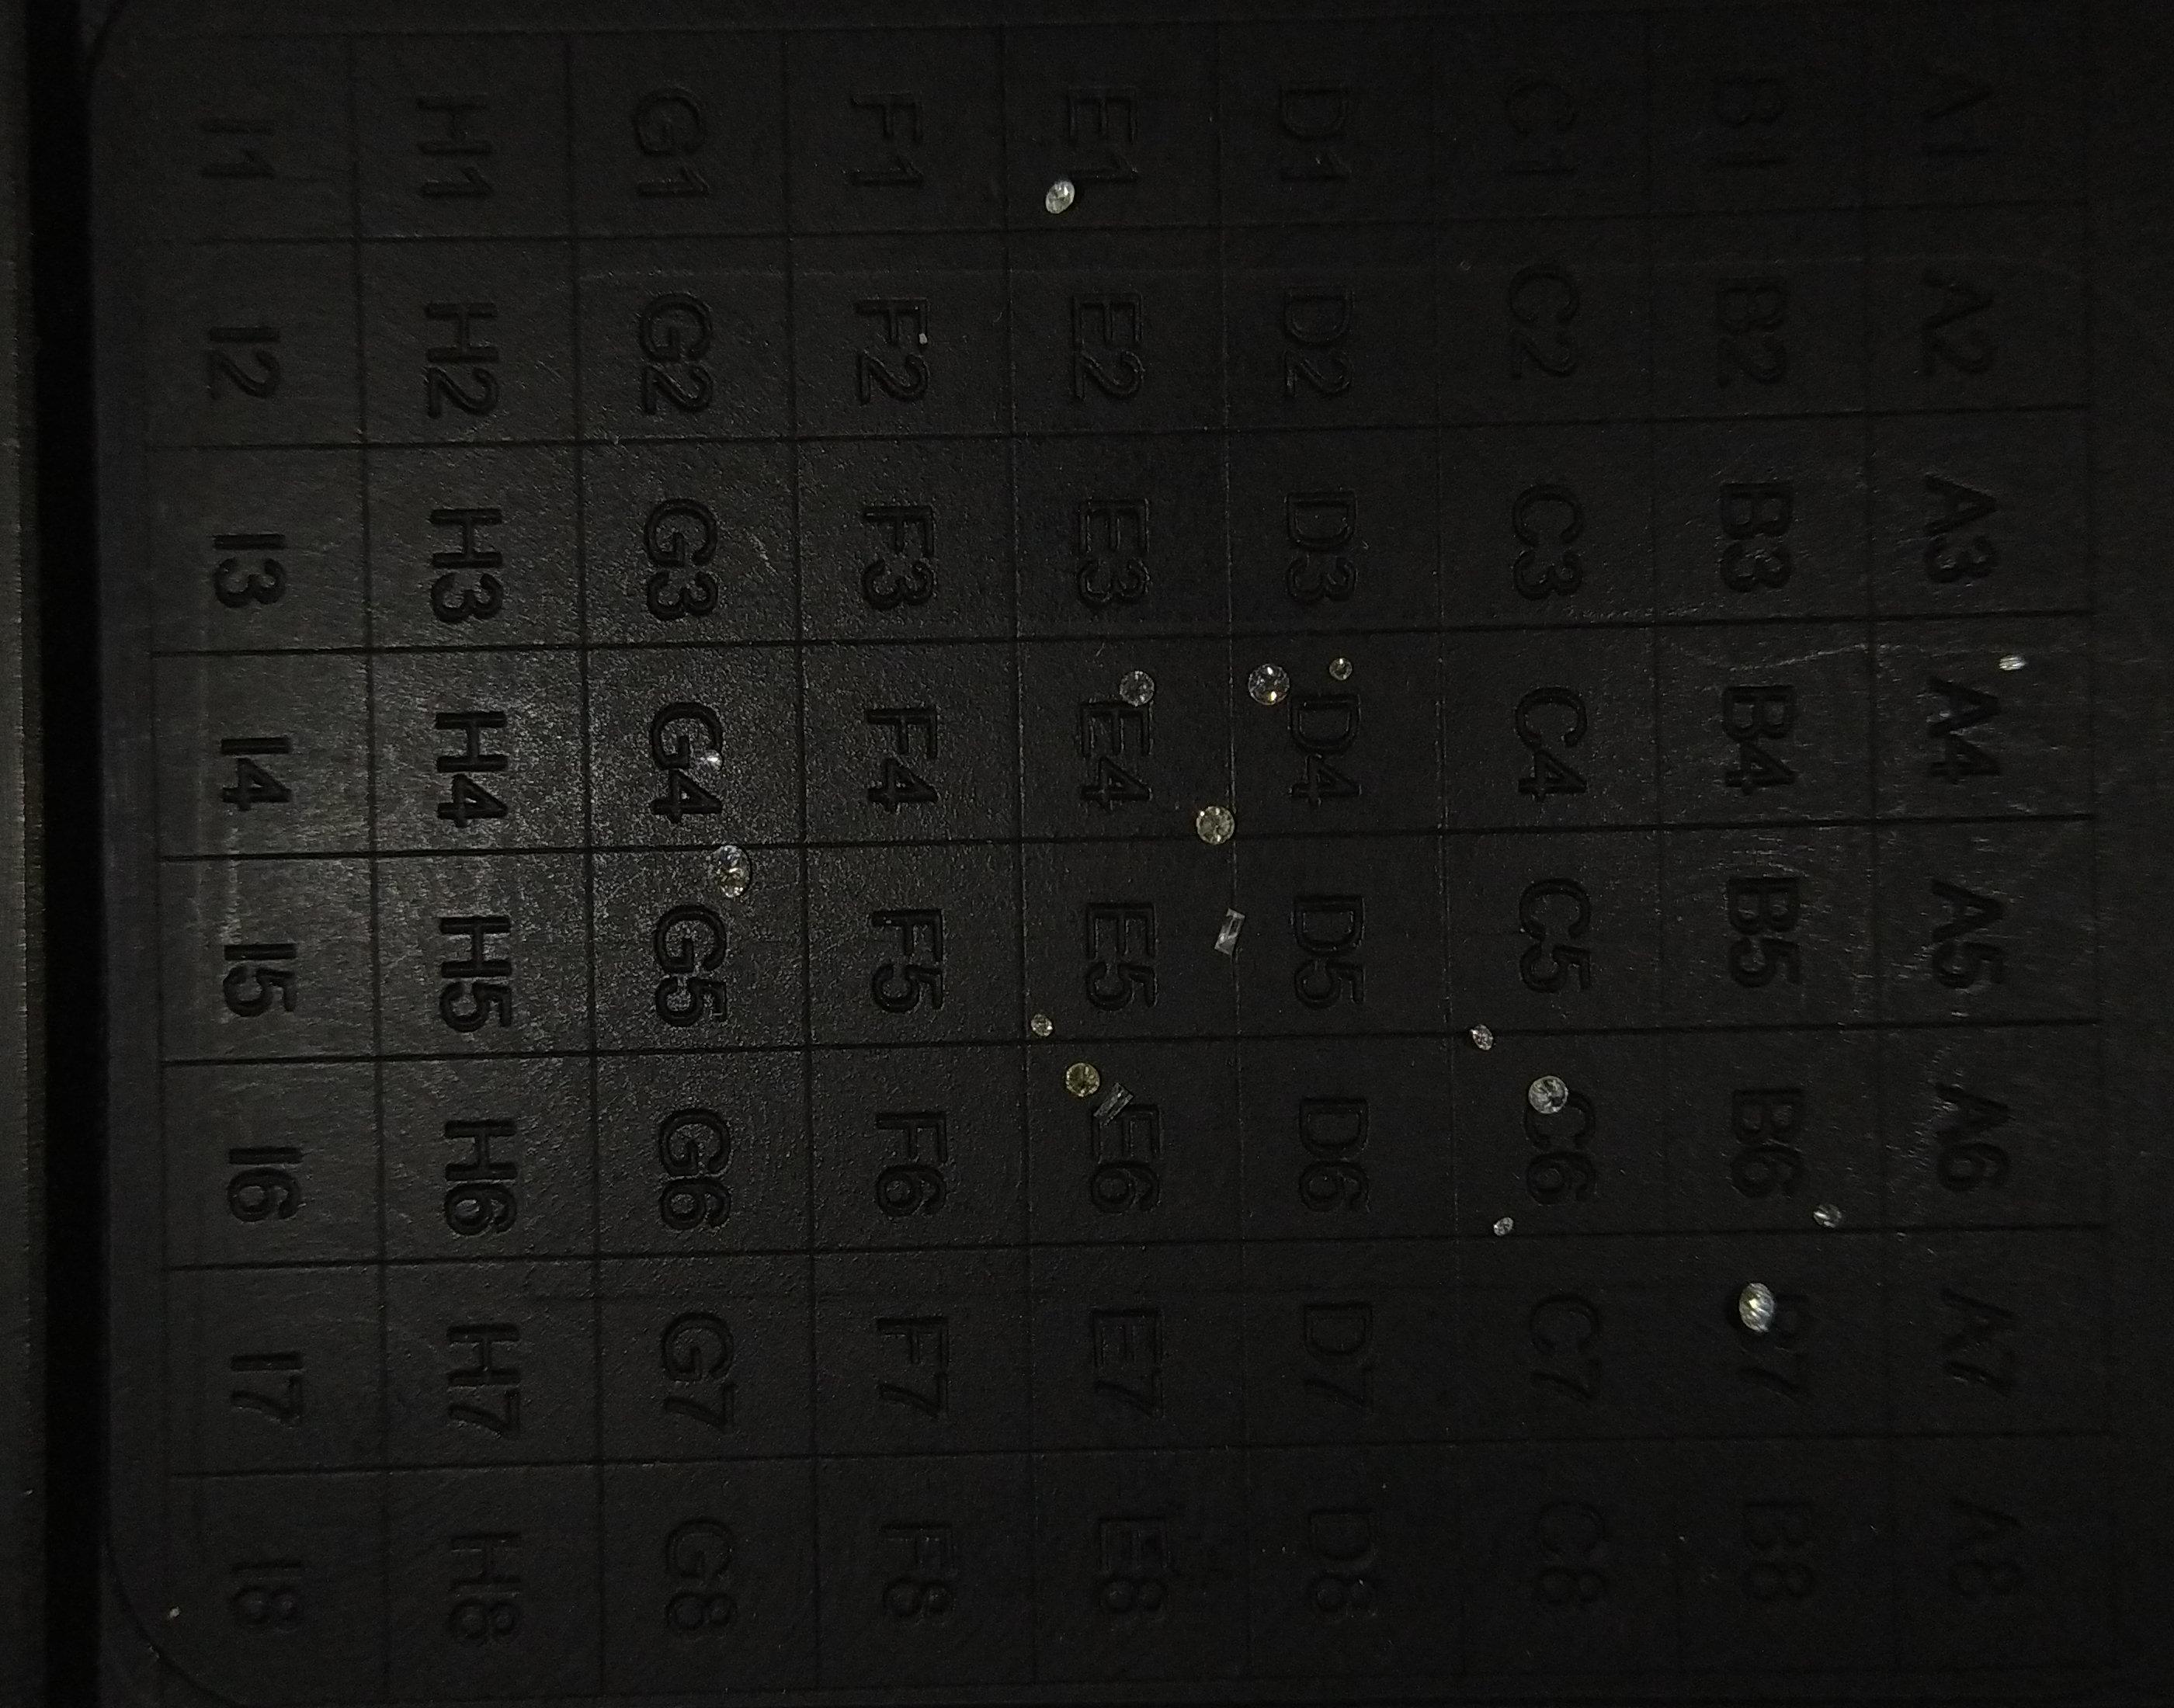 A1 A2 A3 A4 A5 A6 A7 A8
B1 B2 B3 B4 B5 B6 B7 B8
C1 C2 C3 C4 C5 C6 C7 C8
D1 D2 D3 D4 D5 D6 D7 D8
E1 E2 E3 E4 E5 E6 E7 E8
F1 F2 F3 F4 F5 F6 F7 F8
G1 G2 G3 G4 G5 G6 G7 G8
H1 H2 H3 H4 H5 H6 H7 H8
I1 I2 I3 I4 I5 I6 I7 I8